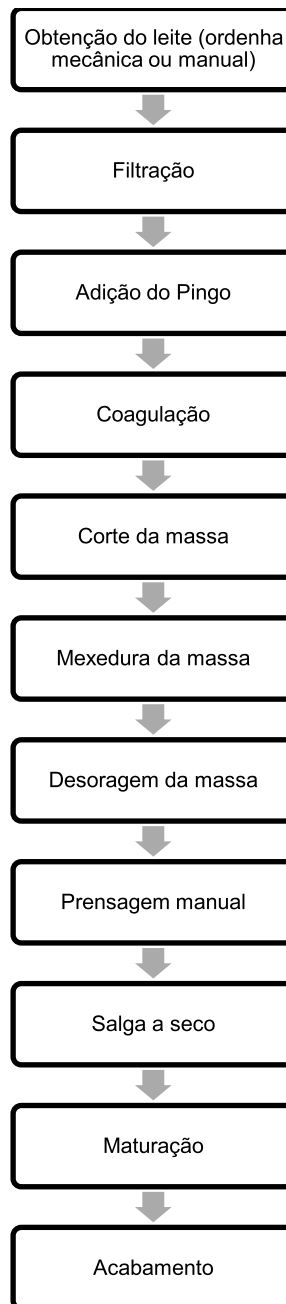 Obtenção do leite (ordenha
mecânica ou manual)
Filtração
Adição do Pingo
Coagulação
Corte da massa
Mexedura da massa
Desoragem da massa
Prensagem manual
Salga a seco
Maturação
Acabamento